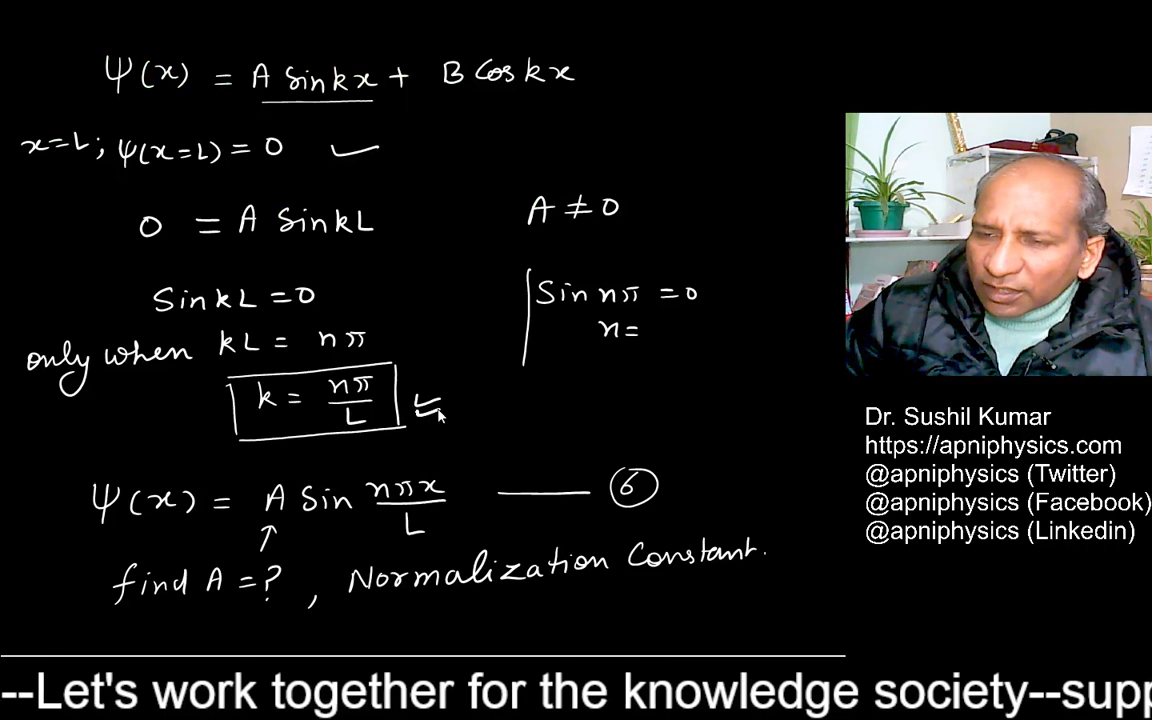 Ψ(x) = A Sinkx + B Coskx
x=L; Ψ(x=L) = 0
0 = A SinkL
A ≠ 0
SinkL = 0
Sin nπ = 0
n=
only when kL = nπ
k = nπ/L
Ψ(x) = A Sin nπx/L —— 6
find A = ? , Normalization Constant.
Dr. Sushil Kumar
https://apniphysics.com
@apniphysics (Twitter)
@apniphysics (Facebook)
@apniphysics (Linkedin)
--Let's work together for the knowledge society--supp